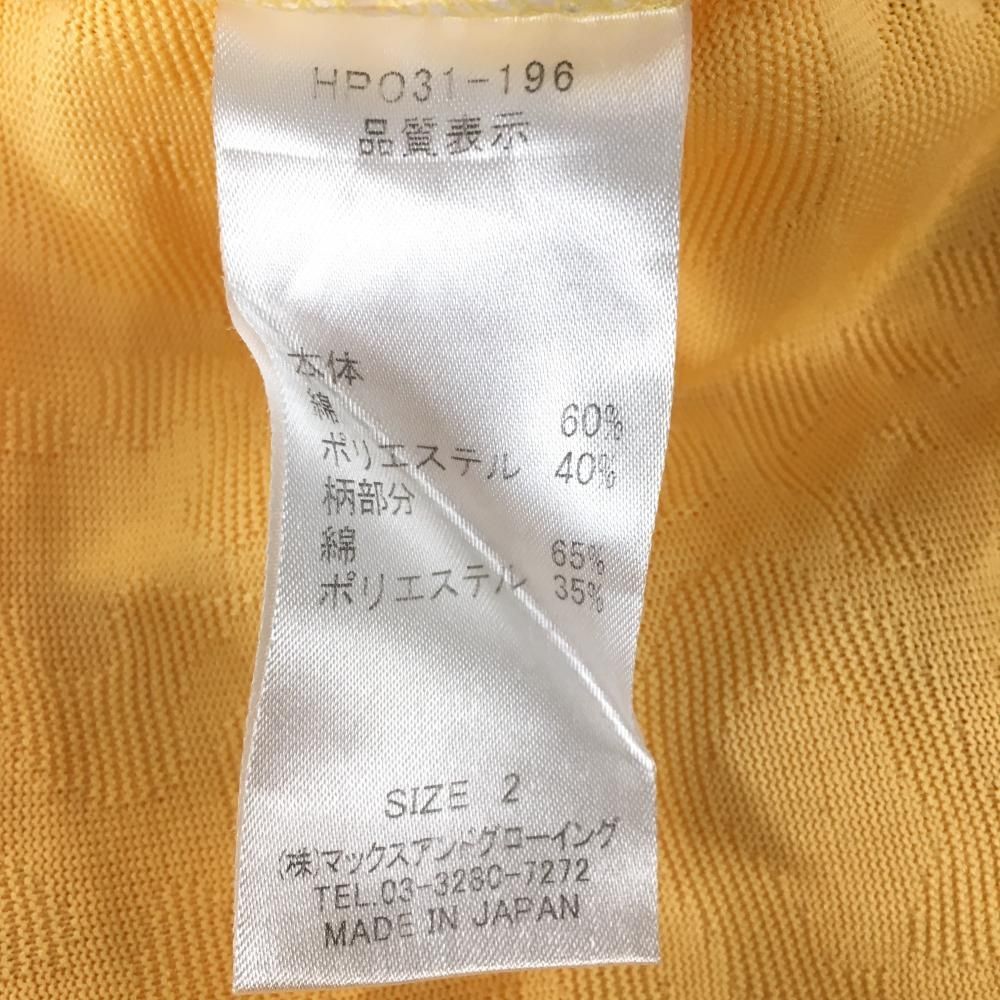 HP031-196
品質表示
本体
綿 60%
ポリエステル 40%
柄部分
綿 65%
ポリエステル 35%
SIZE 2
(株)マックスアンドグローイング
TEL.03-3280-7272
MADE IN JAPAN